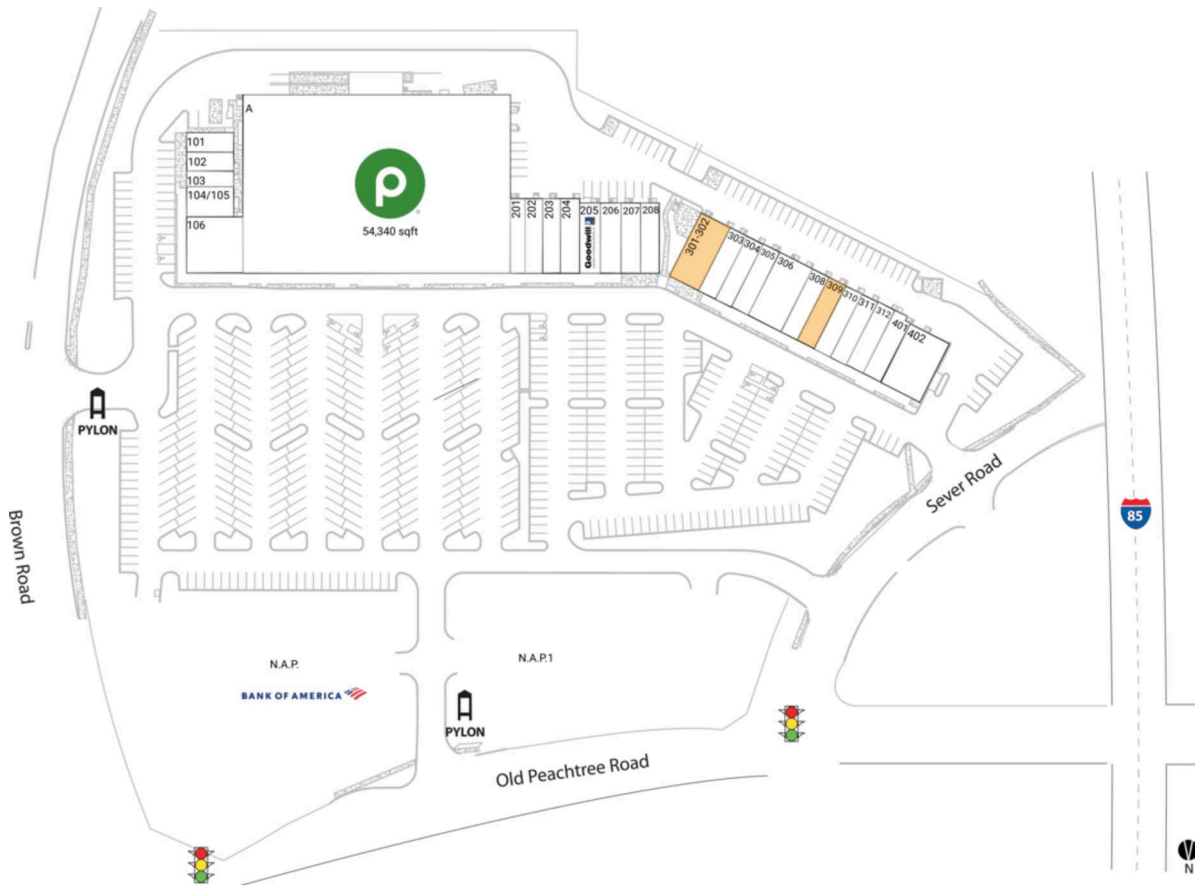 A
101
102
103
104/105
106
54,340 sqft
201
202
203
204
205
Goodwill
206
207
208
301-302
303
304
305
306
308
309
310
311
312
401
402
PYLON
Brown Road
Sever Road
85
N.A.P.
BANK OF AMERICA
N.A.P.1
PYLON
Old Peachtree Road
N